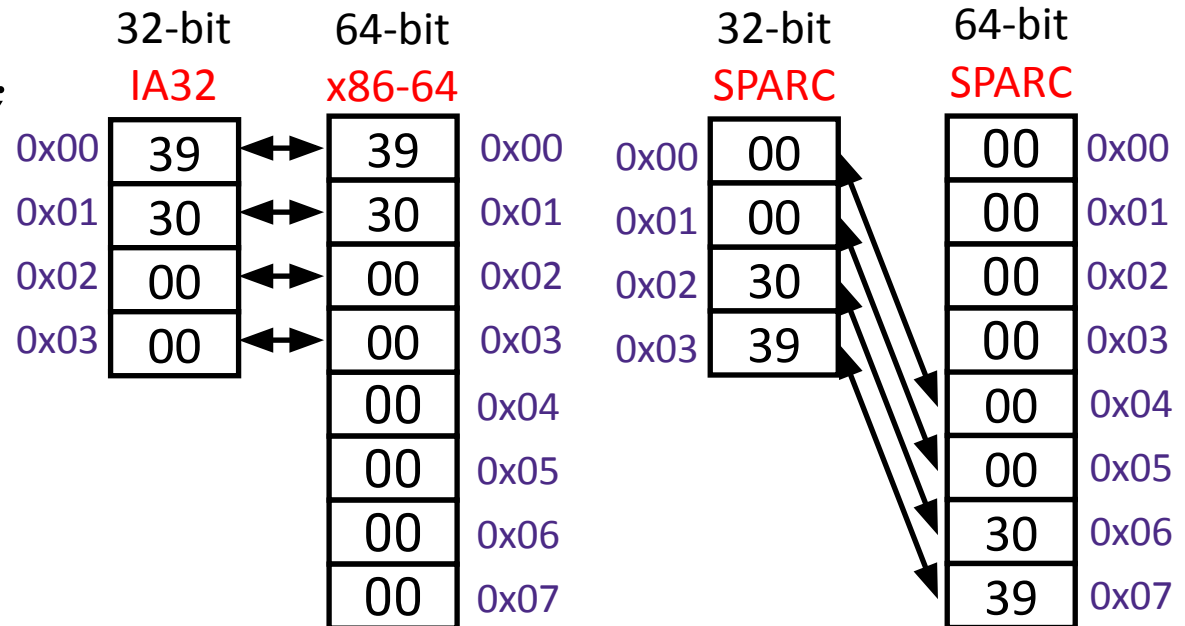 32-bit 64-bit 32-bit 64-bit
; IA32 x86-64 SPARC SPARC
0x00 39 39 0x00 0x00 00 00 0x00
0x01 30 30 0x01 0x01 00 00 0x01
0x02 00 00 0x02 0x02 30 00 0x02
0x03 00 00 0x03 0x03 39 00 0x03
00 0x04 00 0x04
00 0x05 00 0x05
00 0x06 30 0x06
00 0x07 39 0x07